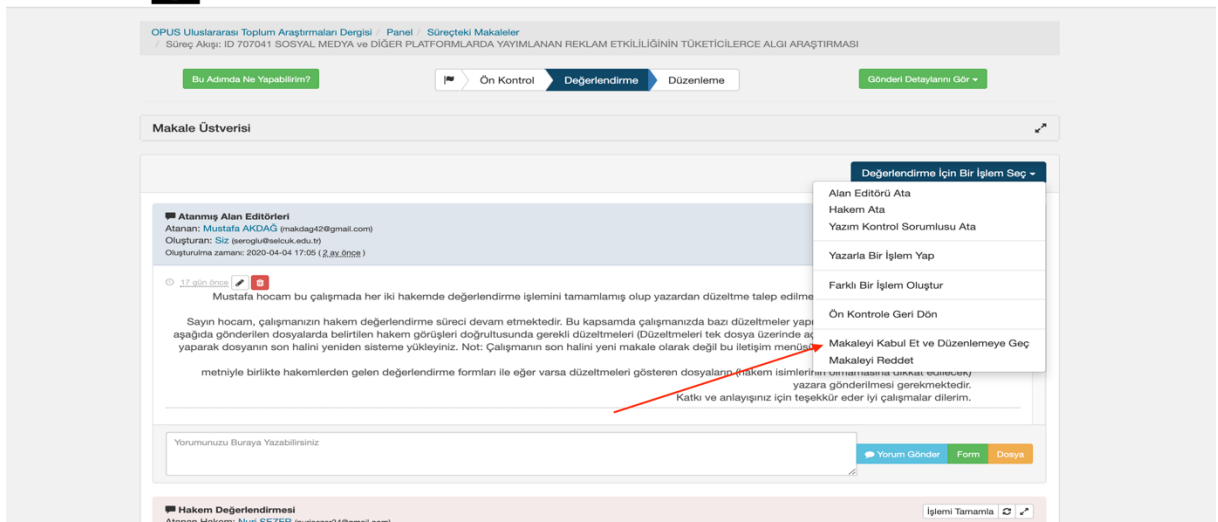 OPUS Uluslararası Toplum Araştırmaları Dergisi / Panel / Süreçteki Makaleler
/ Süreç Akışı: ID 707041 SOSYAL MEDYA ve DİĞER PLATFORMLARDA YAYIMLANAN REKLAM ETKİLİLİĞİNİN TÜKETİCİLERCE ALGI ARAŞTIRMASI
Bu Adımda Ne Yapabilirim?
Ön Kontrol
Değerlendirme
Düzenleme
Gönderi Detaylarını Gör
Makale Üstverisi
Değerlendirme İçin Bir İşlem Seç
Alan Editörü Ata
Hakem Ata
Yazım Kontrol Sorumlusu Ata
Yazarla Bir İşlem Yap
Farklı Bir İşlem Oluştur
Ön Kontrole Geri Dön
Makaleyi Kabul Et ve Düzenlemeye Geç
Makaleyi Reddet
Atanmış Alan Editörleri
Atanan: Mustafa AKDAĞ (makdag42@gmail.com)
Oluşturan: Siz (seroglu@selcuk.edu.tr)
Oluşturulma zamanı: 2020-04-04 17:05 ( 2 ay önce )
17 gün önce
Mustafa hocam bu çalışmada her iki hakemde değerlendirme işlemini tamamlamış olup yazardan düzeltme talep edilme
Sayın hocam, çalışmanızın hakem değerlendirme süreci devam etmektedir. Bu kapsamda çalışmanızda bazı düzeltmeler yap
aşağıda gönderilen dosyalarda belirtilen hakem görüşleri doğrultusunda gerekli düzeltmeleri (Düzeltmeleri tek dosya üzerinde aç
yaparak dosyanın son halini yeniden sisteme yükleyiniz. Not: Çalışmanın son halini yeni makale olarak değil bu iletişim menüsü
metniyle birlikte hakemlerden gelen değerlendirme formları ile eğer varsa düzeltmeleri gösteren dosyaların (hakem isimlerinin olmamasına dikkat edilecek)
yazara gönderilmesi gerekmektedir.
Katkı ve anlayışınız için teşekkür eder iyi çalışmalar dilerim.
Yorumunuzu Buraya Yazabilirsiniz
Yorum Gönder
Form
Dosya
Hakem Değerlendirmesi
İşlemi Tamamla
Atanan Hakem: Nuri SEZER